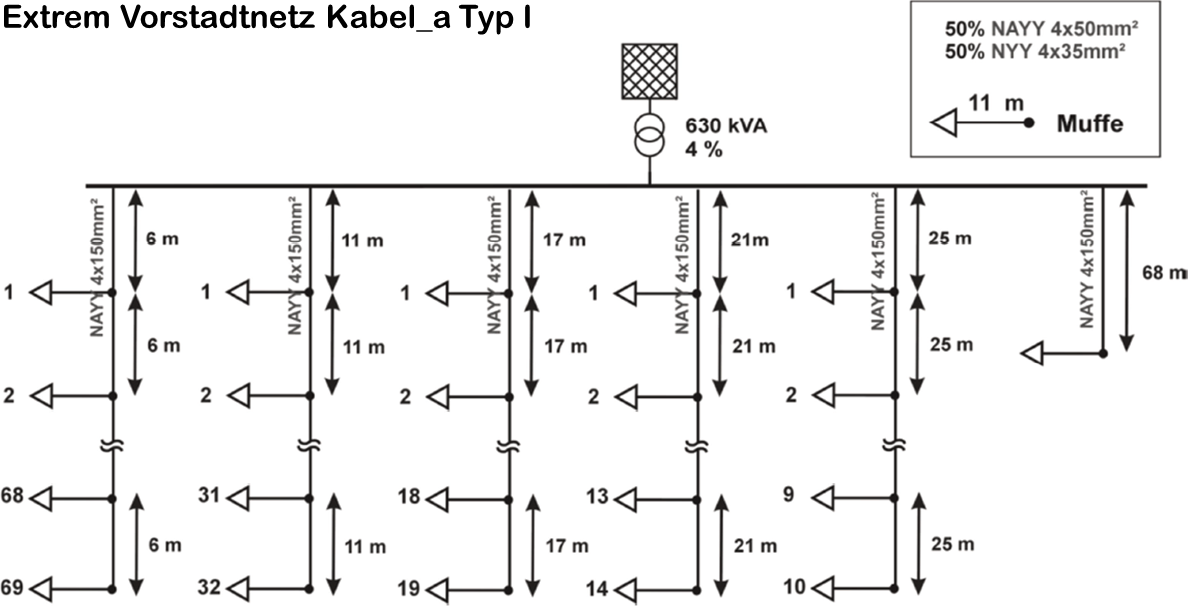 Extrem Vorstadtnetz Kabel_a Typ I
50% NAYY 4x50mm²
50% NYY 4x35mm²
11 m
Muffe
630 kVA
4 %
NAYY 4x150mm²
6 m
NAYY 4x150mm²
11 m
NAYY 4x150mm²
17 m
NAYY 4x150mm²
21m
NAYY 4x150mm²
25 m
NAYY 4x150mm²
68 m
1
1
1
1
1
6 m
11 m
17 m
21 m
25 m
2
2
2
2
2
68
31
18
13
9
6 m
11 m
17 m
21 m
25 m
69
32
19
14
10